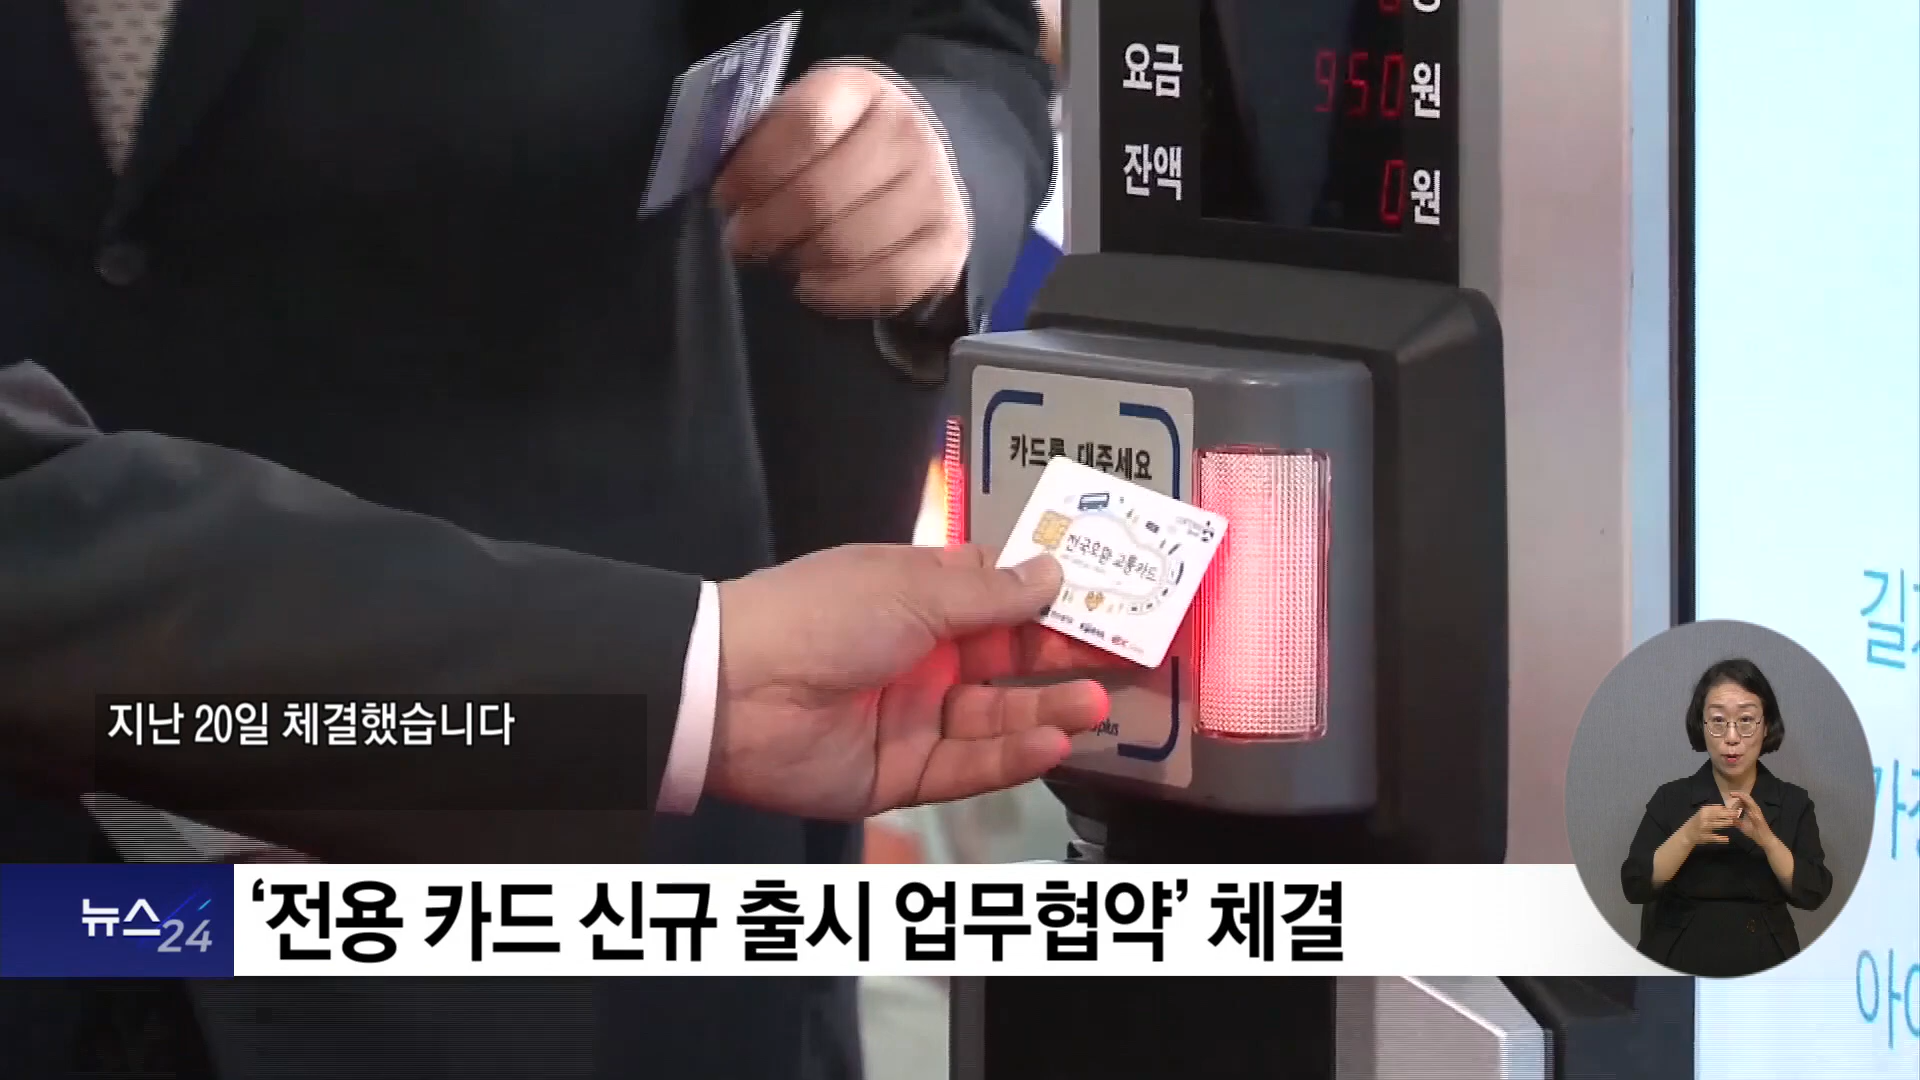 요금 950원
잔액 0원
카드를 대주세요
전국호환 교통카드
plus
지난 20일 체결했습니다
뉴스24
‘전용 카드 신규 출시 업무협약’ 체결